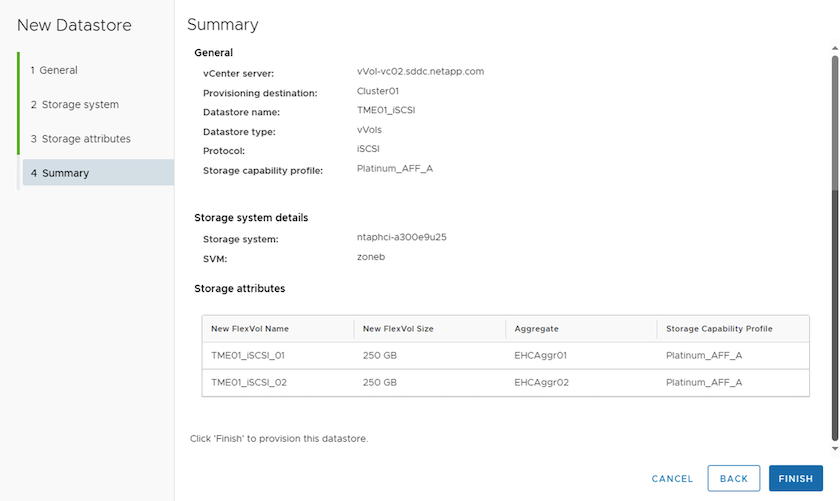 New Datastore
1 General
2 Storage system
3 Storage attributes
4 Summary
Summary
General
vCenter server: vVol-vc02.sddc.netapp.com
Provisioning destination: Cluster01
Datastore name: TME01_iSCSI
Datastore type: vVols
Protocol: iSCSI
Storage capability profile: Platinum_AFF_A
Storage system details
Storage system: ntaphci-a300e9u25
SVM: zoneb
Storage attributes
New FlexVol Name New FlexVol Size Aggregate Storage Capability Profile
TME01_iSCSI_01 250 GB EHCAggr01 Platinum_AFF_A
TME01_iSCSI_02 250 GB EHCAggr02 Platinum_AFF_A
Click 'Finish' to provision this datastore.
CANCEL BACK FINISH